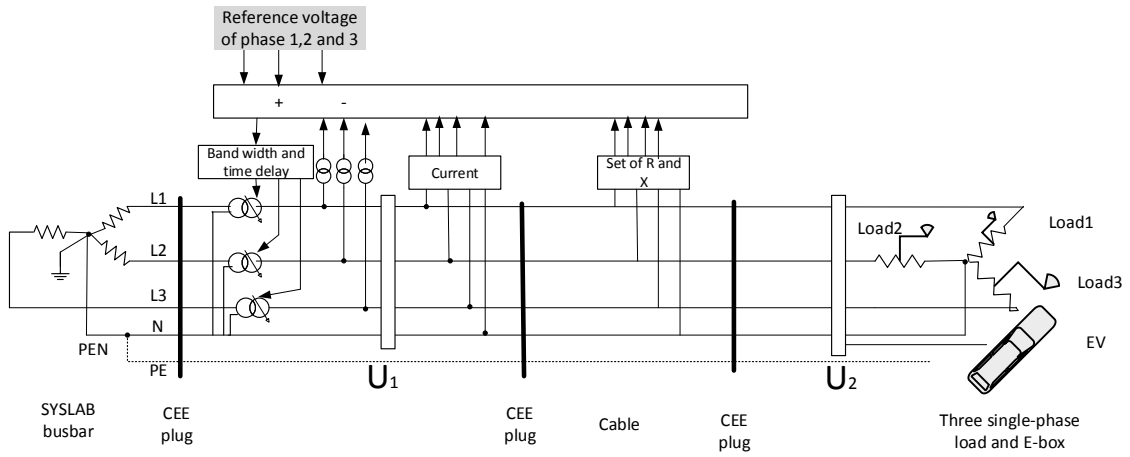 Reference voltage
of phase 1,2 and 3
+ -
Band width and
time delay
Current
Set of R and
X
L1
L2
L3
N
PEN
PE
U1
U2
Load2
Load1
Load3
EV
SYSLAB
busbar
CEE
plug
CEE
plug
Cable
CEE
plug
Three single-phase
load and E-box